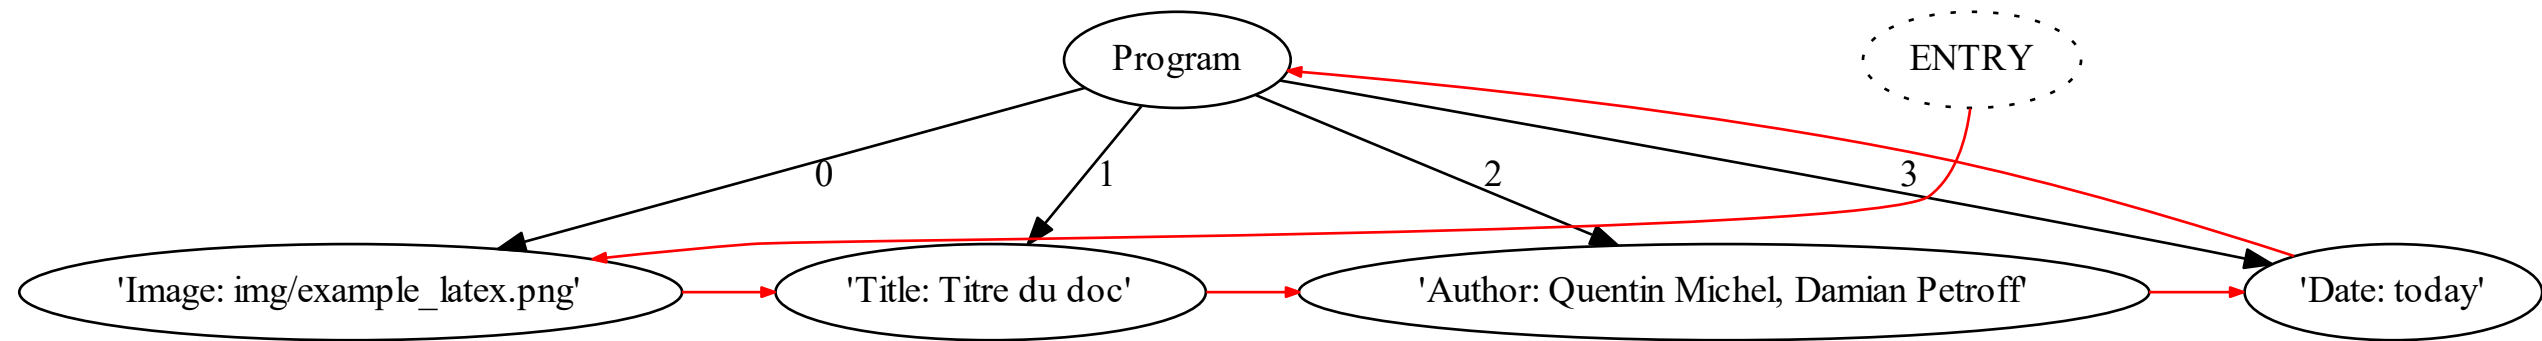 Program
ENTRY
0
1
2
3
'Image: img/example_latex.png'
'Title: Titre du doc'
'Author: Quentin Michel, Damian Petroff'
'Date: today'